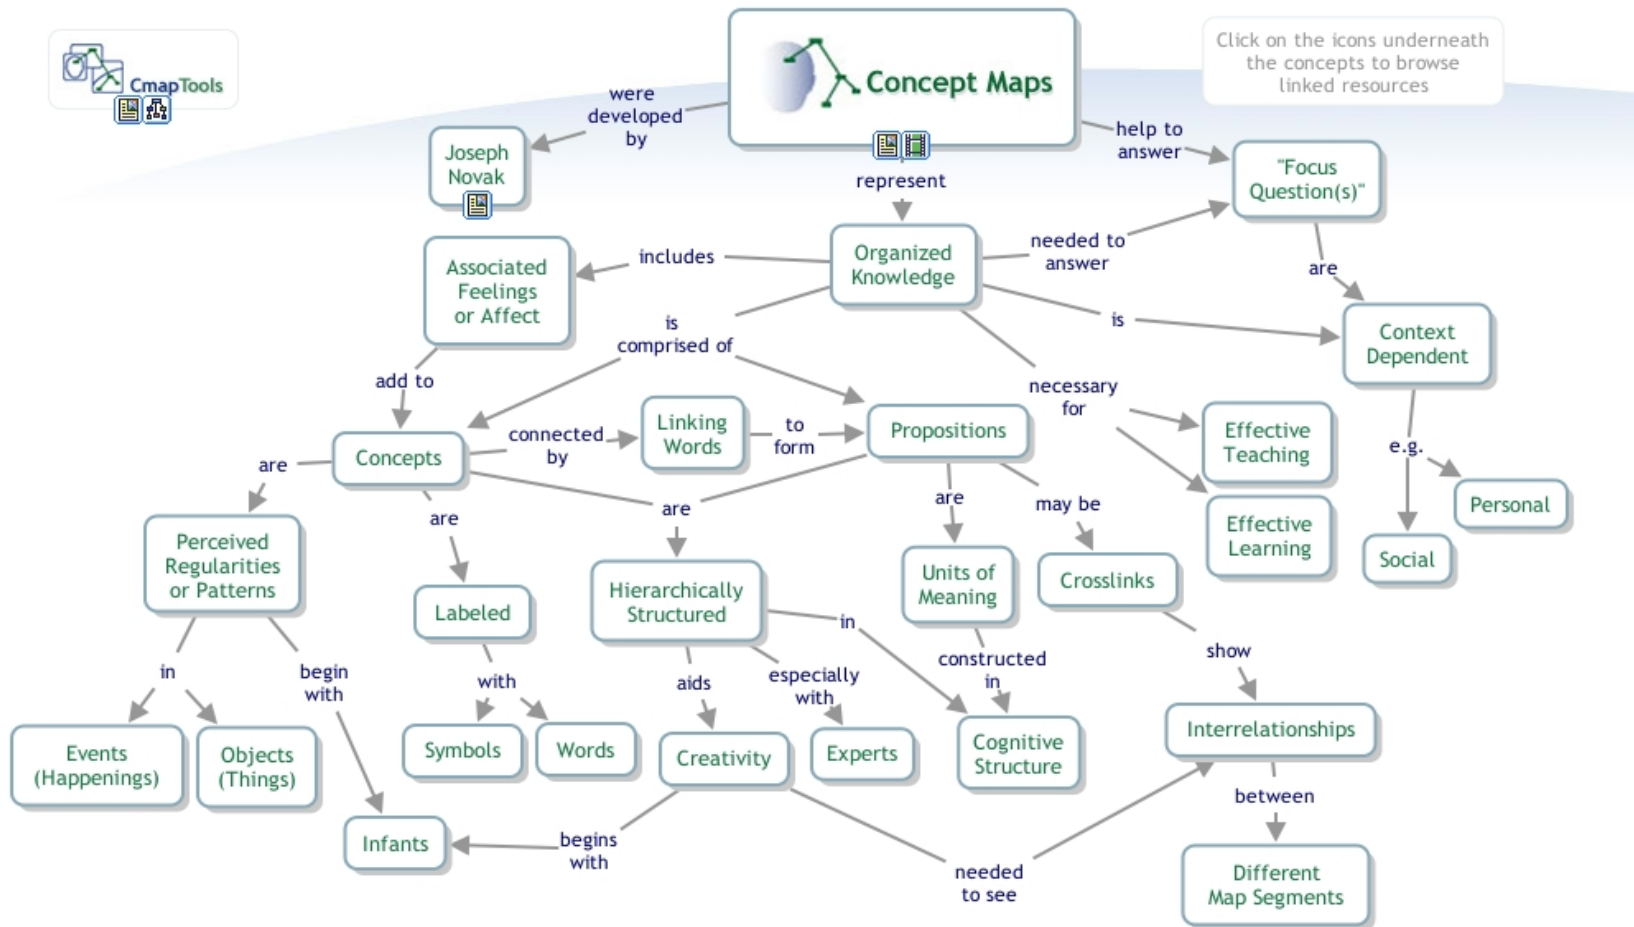 CmapTools
Concept Maps
Click on the icons underneath
the concepts to browse
linked resources
were
developed
by
help to
answer
Joseph
Novak
represent
"Focus
Question(s)"
includes
Organized
Knowledge
needed to
answer
Associated
Feelings
or Affect
are
is
comprised of
is
Context
Dependent
add to
necessary
for
connected
by
Linking
Words
to
form
Propositions
Effective
Teaching
e.g.
Concepts
are
are
are
are
may be
Effective
Learning
Personal
Social
Perceived
Regularities
or Patterns
Labeled
Hierarchically
Structured
Units of
Meaning
Crosslinks
in
in
begin
with
with
aids
especially
with
constructed
in
show
Events
(Happenings)
Objects
(Things)
Symbols
Words
Creativity
Experts
Cognitive
Structure
Interrelationships
between
Infants
begins
with
needed
to see
Different
Map Segments